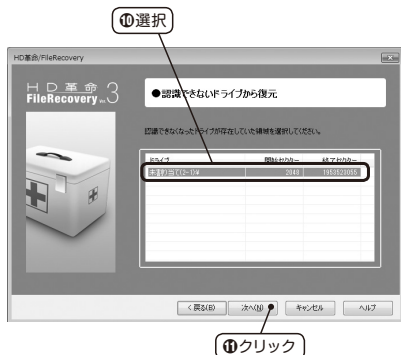 ❿選択
HD革命/FileRecovery
HD革命
FileRecovery Ver.3
●認識できないドライブから復元
認識できなくなったドライブが存在していた領域を選択してください。
ドライブ 開始セクター 終了セクター
未割り当て(2-1)¥ 2048 1953523055
< 戻る(B) 次へ(N) キャンセル ヘルプ
⓫クリック